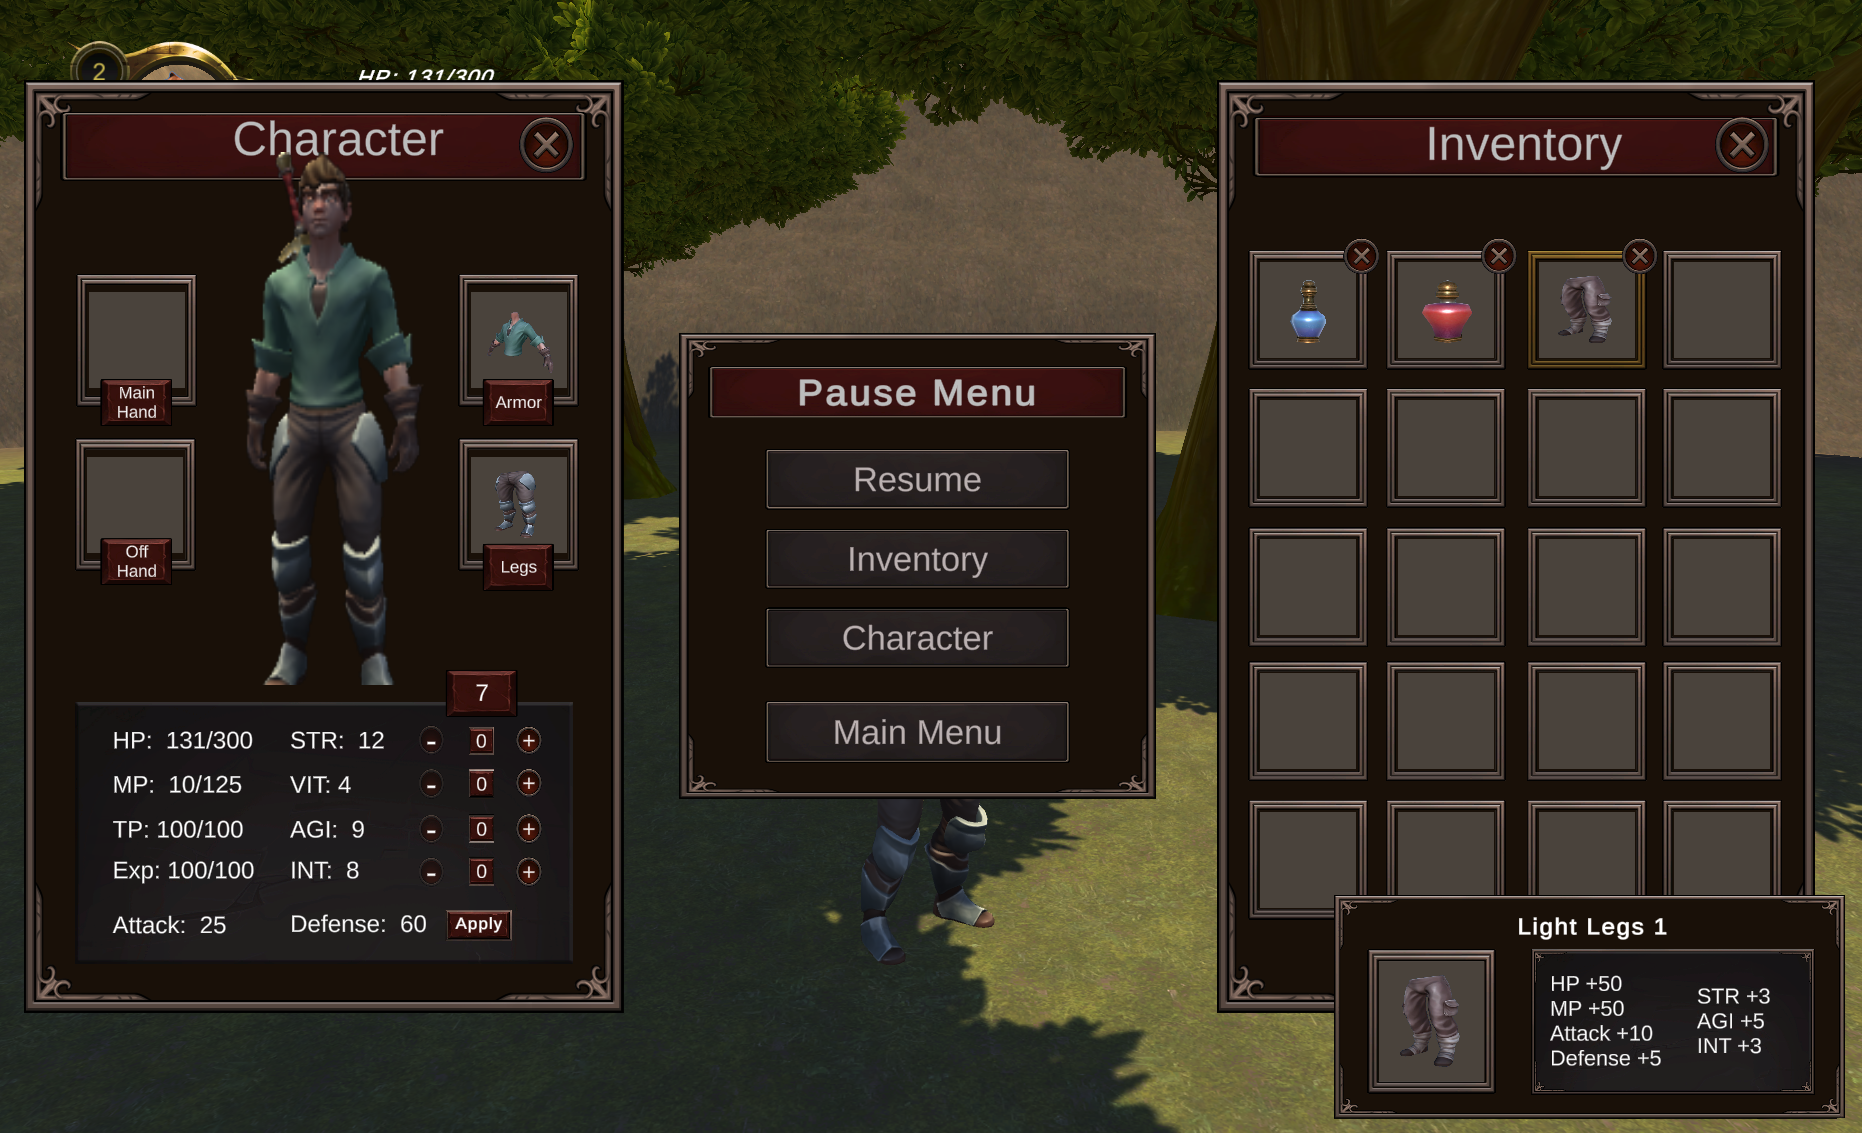 2
HP: 131/300
Character
Main
Hand
Armor
Off
Hand
Legs
7
HP: 131/300 STR: 12 - 0 +
MP: 10/125 VIT: 4 - 0 +
TP: 100/100 AGI: 9 - 0 +
Exp: 100/100 INT: 8 - 0 +
Attack: 25 Defense: 60 Apply
Pause Menu
Resume
Inventory
Character
Main Menu
Inventory
Light Legs 1
HP +50
MP +50
Attack +10
Defense +5
STR +3
AGI +5
INT +3